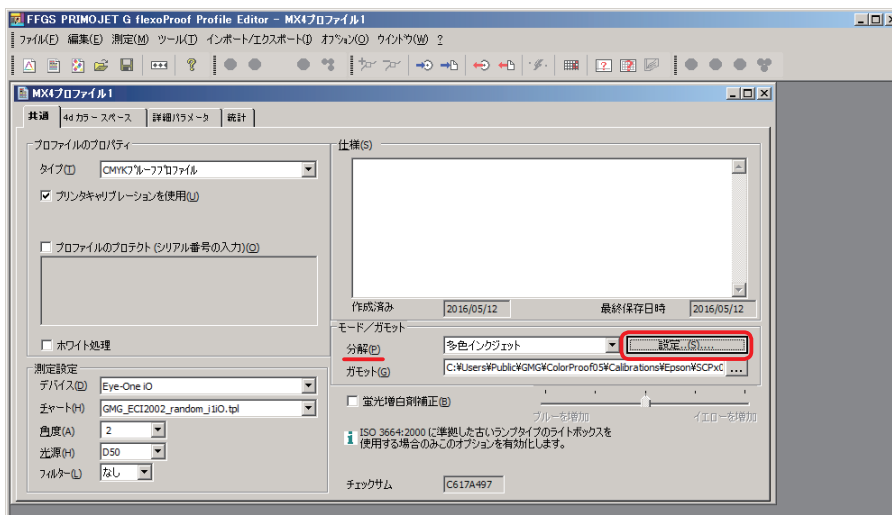 FFGS PRIMOJET G flexoProof Profile Editor - MX4プロファイル1
ファイル(F) 編集(E) 測定(M) ツール(T) インポート/エクスポート(I) オプション(O) ウインドウ(W) ?
MX4プロファイル1
共通 4d カラースペース 詳細パラメータ 統計
プロファイルのプロパティ
タイプ(T) CMYKプルーフプロファイル
プリンタキャリブレーションを使用(U)
プロファイルのプロテクト (シリアル番号の入力)(O)
ホワイト処理
測定設定
デバイス(D) Eye-One iO
チャート(H) GMG_ECI2002_random_i1iO.tpl
角度(A) 2
光源(H) D50
フィルター(L) なし
仕様(S)
作成済み 2016/05/12 最終保存日時 2016/05/12
モード/ガモット
分解(P) 多色インクジェット 設定...(S)....
ガモット(G) C:¥Users¥Public¥GMG¥ColorProof05¥Calibrations¥Epson¥SCPxC ...
蛍光増白剤補正(B)
ブルーを増加 イエローを増加
ISO 3664:2000 に準拠した古いランプタイプのライトボックスを
使用する場合のみこのオプションを有効化します。
チェックサム C617A497